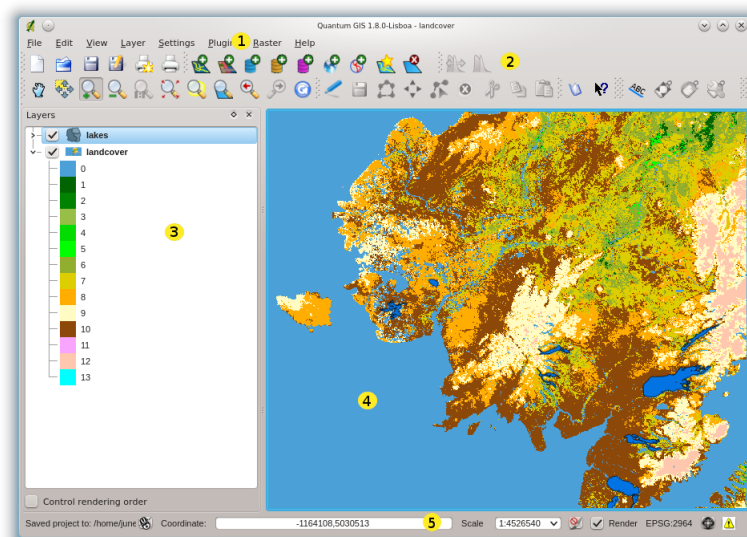 Quantum GIS 1.8.0-Lisboa - landcover
File Edit View Layer Settings Plugin 1 Raster Help
2
ABC
Layers
lakes
landcover
0
1
2
3
4
5
6
7
8
9
10
11
12
13
3
4
Control rendering order
Saved project to: /home/june Coordinate: -1164108,5030513 5 Scale 1:4526540 Render EPSG:2964